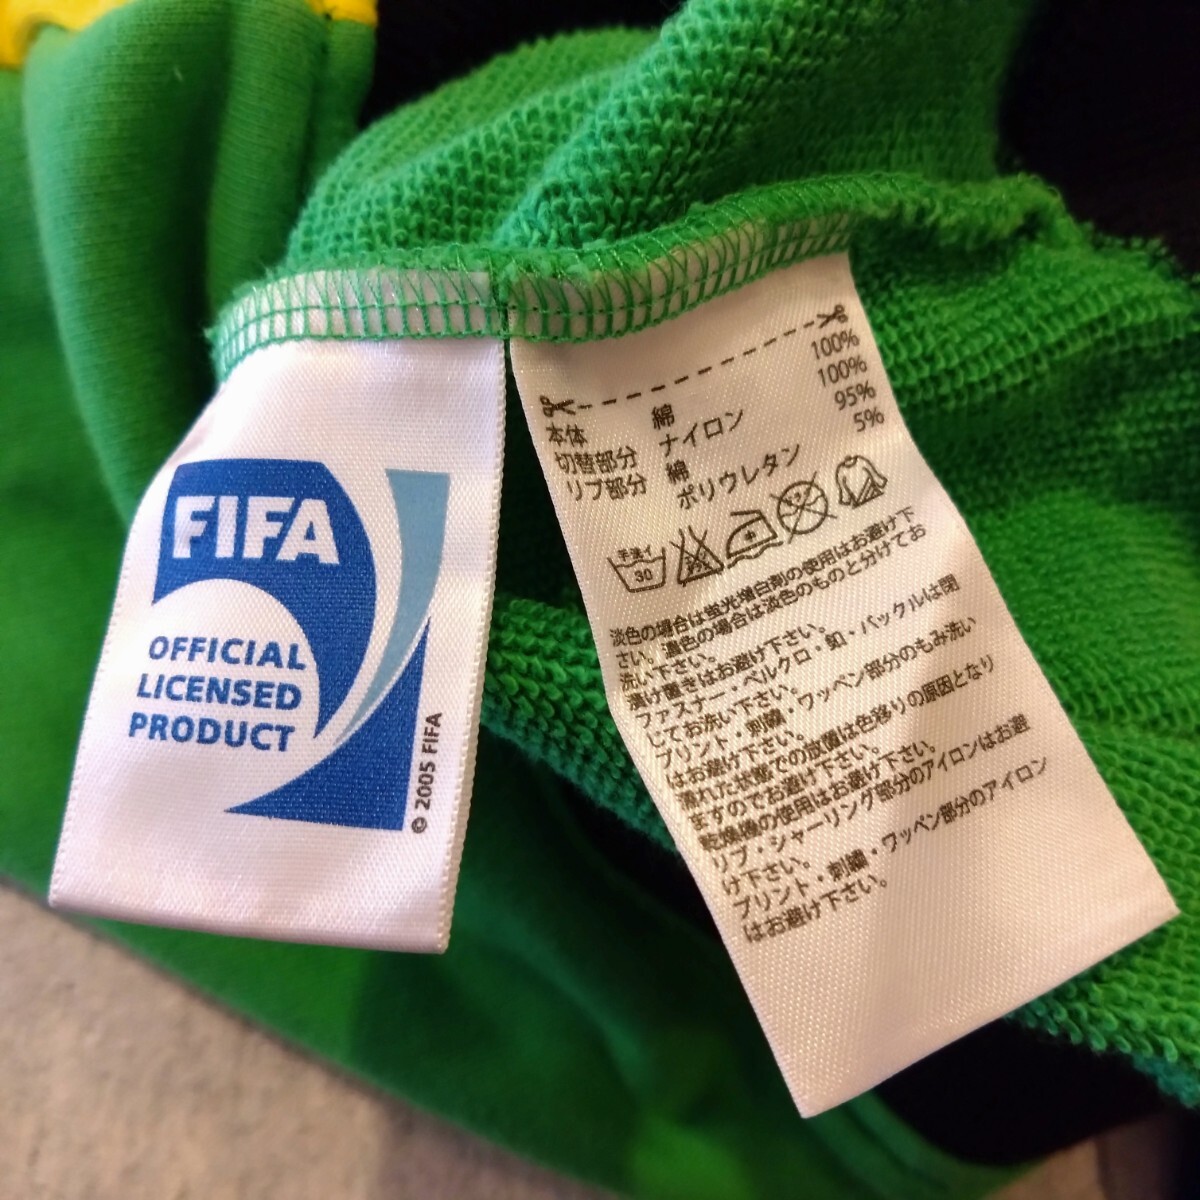 FIFA
OFFICIAL
LICENSED
PRODUCT
© 2005 FIFA
本体 綿 100%
切替部分 ナイロン 100%
リブ部分 綿 95%
ポリウレタン 5%
手洗イ
30
淡色の場合は蛍光増白剤の使用はお避け下
さい。濃色の場合は淡色のものと分けてお
洗い下さい。
漬け置きはお避け下さい。
ファスナー・ベルクロ・釦・バックルは閉
じてお洗い下さい。
プリント・刺繍・ワッペン部分のもみ洗い
はお避け下さい。
濡れた状態での放置は色移りの原因となり
ますのでお避け下さい。
乾燥機の使用はお避け下さい。
リブ・シャーリング部分のアイロンはお避
け下さい。
プリント・刺繍・ワッペン部分のアイロン
はお避け下さい。